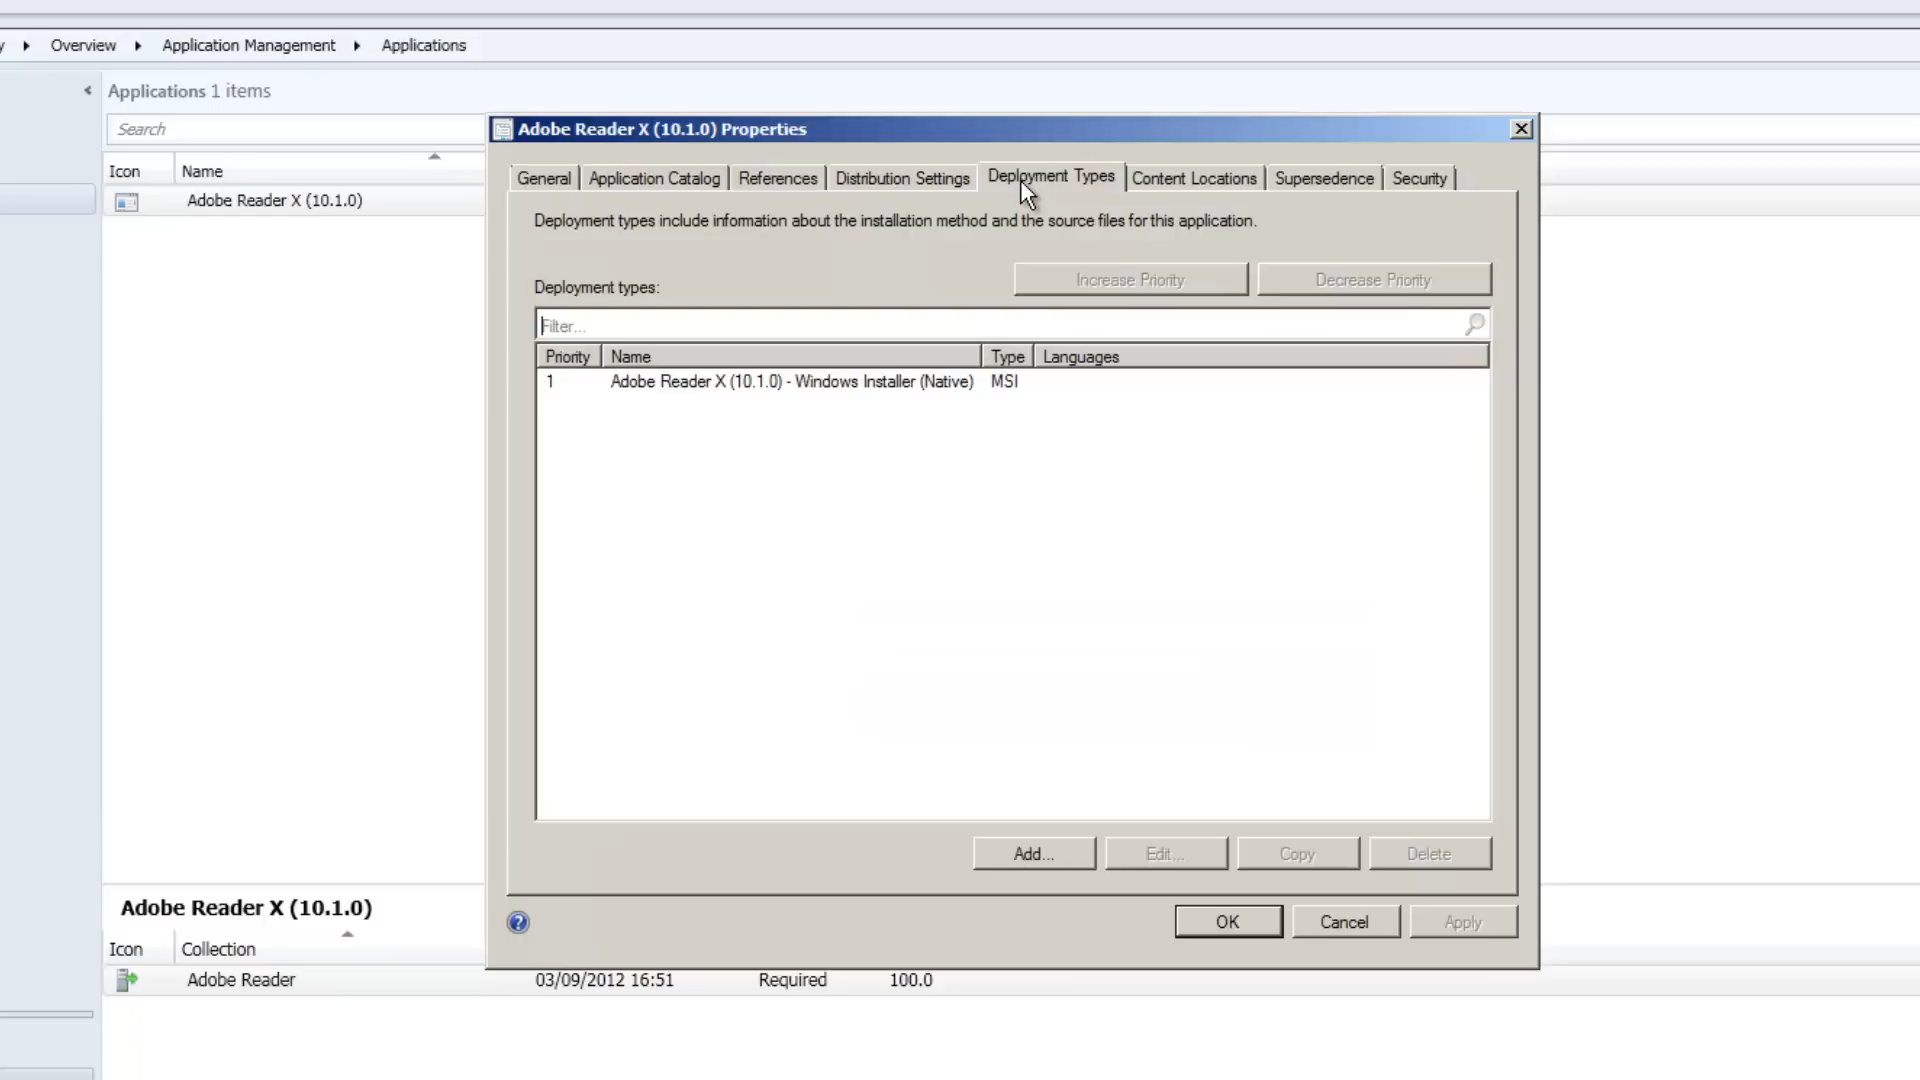 y Overview Application Management Applications
Applications 1 items
Search
Icon Name
Adobe Reader X (10.1.0)
Adobe Reader X (10.1.0) Properties
General Application Catalog References Distribution Settings Deployment Types Content Locations Supersedence Security
Deployment types include information about the installation method and the source files for this application.
Increase Priority Decrease Priority
Deployment types:
Filter...
Priority Name Type Languages
1 Adobe Reader X (10.1.0) - Windows Installer (Native) MSI
Add... Edit... Copy Delete
OK Cancel Apply
Adobe Reader X (10.1.0)
Icon Collection
Adobe Reader 03/09/2012 16:51 Required 100.0